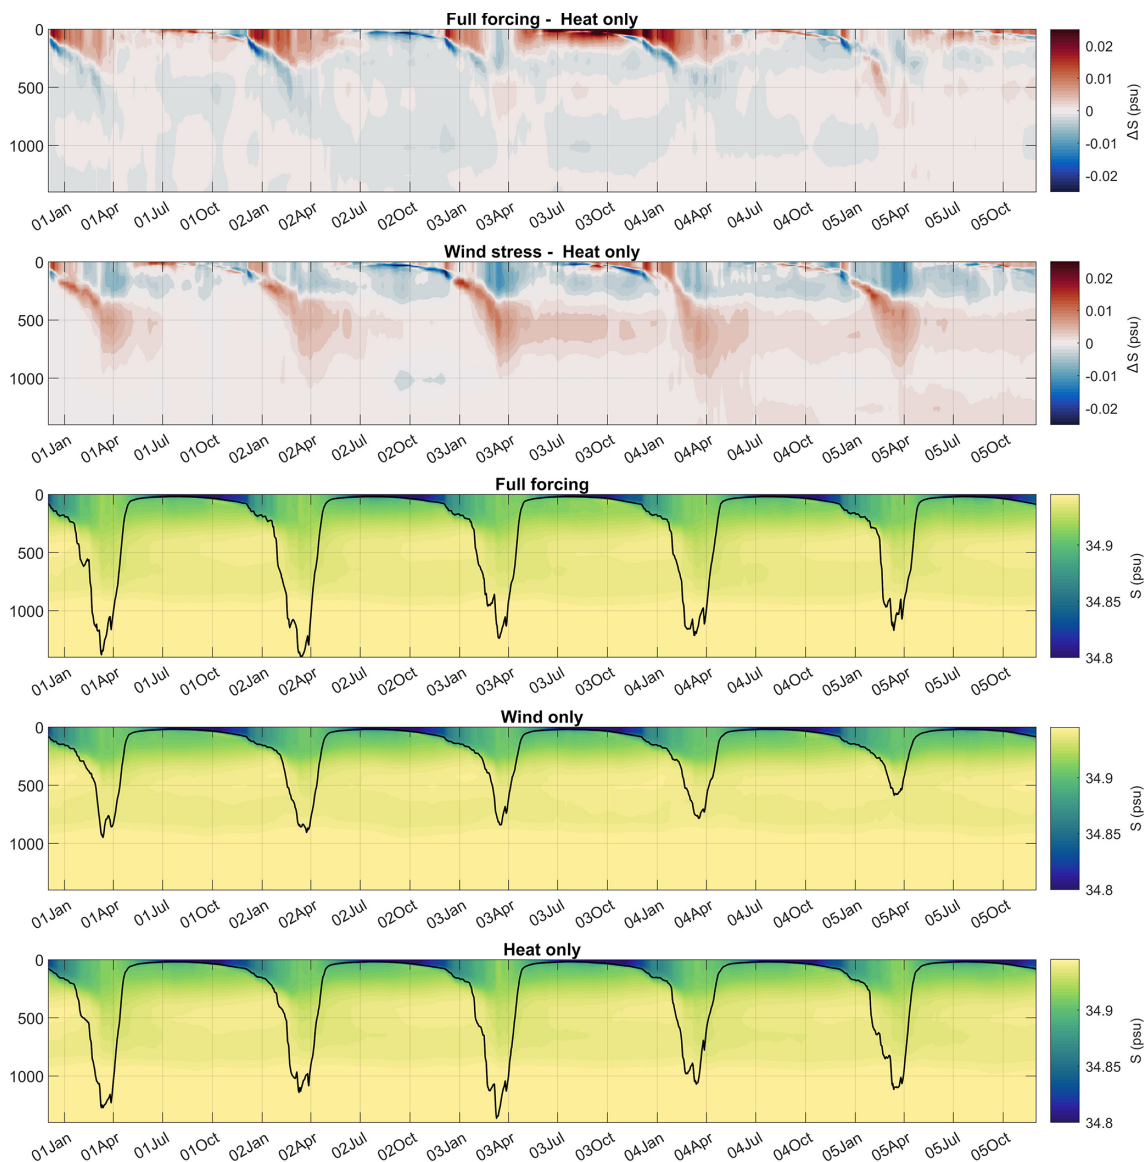 Full forcing - Heat only
0
500
1000
01Jan 01Apr 01Jul 01Oct 02Jan 02Apr 02Jul 02Oct 03Jan 03Apr 03Jul 03Oct 04Jan 04Apr 04Jul 04Oct 05Jan 05Apr 05Jul 05Oct
0.02
0.01
0
-0.01
-0.02
ΔS (psu)
Wind stress - Heat only
0
500
1000
01Jan 01Apr 01Jul 01Oct 02Jan 02Apr 02Jul 02Oct 03Jan 03Apr 03Jul 03Oct 04Jan 04Apr 04Jul 04Oct 05Jan 05Apr 05Jul 05Oct
0.02
0.01
0
-0.01
-0.02
ΔS (psu)
Full forcing
0
500
1000
01Jan 01Apr 01Jul 01Oct 02Jan 02Apr 02Jul 02Oct 03Jan 03Apr 03Jul 03Oct 04Jan 04Apr 04Jul 04Oct 05Jan 05Apr 05Jul 05Oct
34.9
34.85
34.8
S (psu)
Wind only
0
500
1000
01Jan 01Apr 01Jul 01Oct 02Jan 02Apr 02Jul 02Oct 03Jan 03Apr 03Jul 03Oct 04Jan 04Apr 04Jul 04Oct 05Jan 05Apr 05Jul 05Oct
34.9
34.85
34.8
S (psu)
Heat only
0
500
1000
01Jan 01Apr 01Jul 01Oct 02Jan 02Apr 02Jul 02Oct 03Jan 03Apr 03Jul 03Oct 04Jan 04Apr 04Jul 04Oct 05Jan 05Apr 05Jul 05Oct
34.9
34.85
34.8
S (psu)